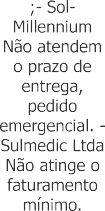 ;- Sol-
Millennium
Não atendem
o prazo de
entrega,
pedido
emergencial. -
Sulmedic Ltda
Não atinge o
faturamento
mínimo.